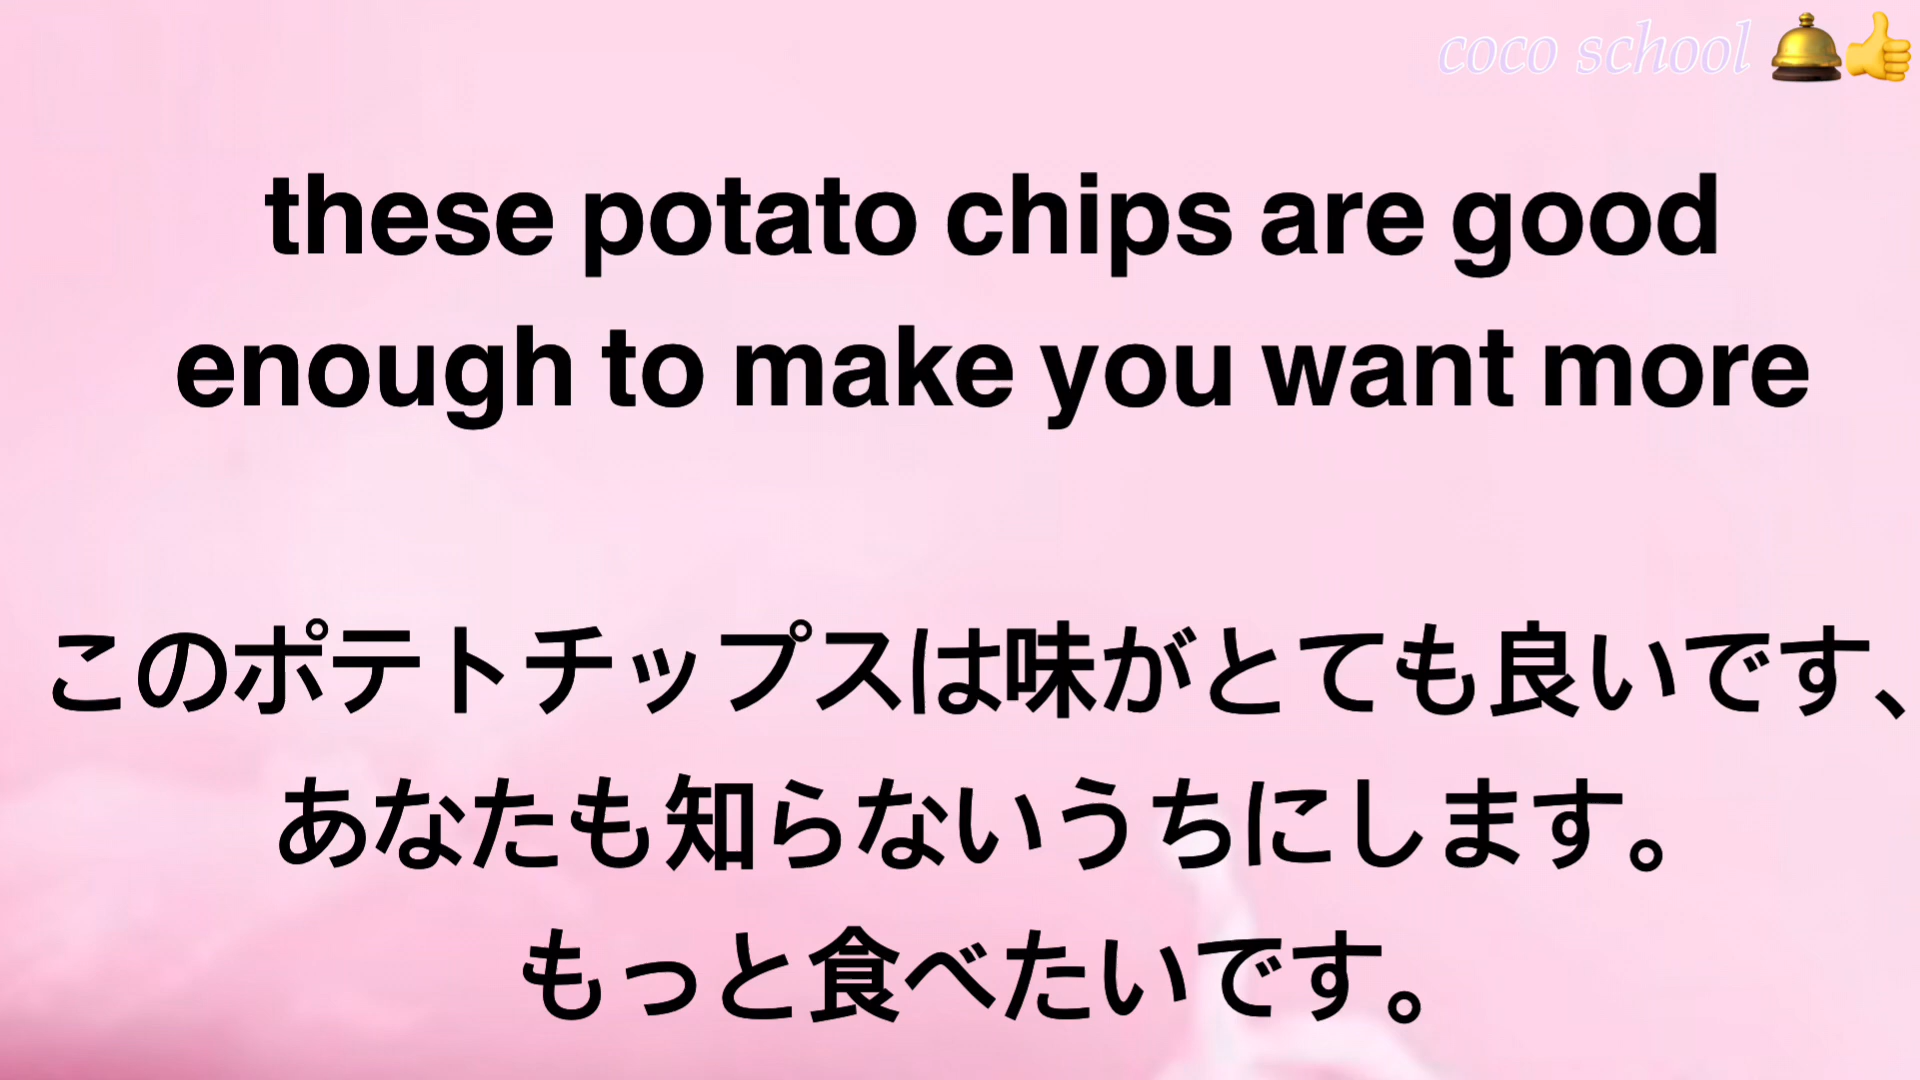 coco school 🛎️👍
these potato chips are good
enough to make you want more
このポテトチップスは味がとても良いです、
あなたも知らないうちにします。
もっと食べたいです。